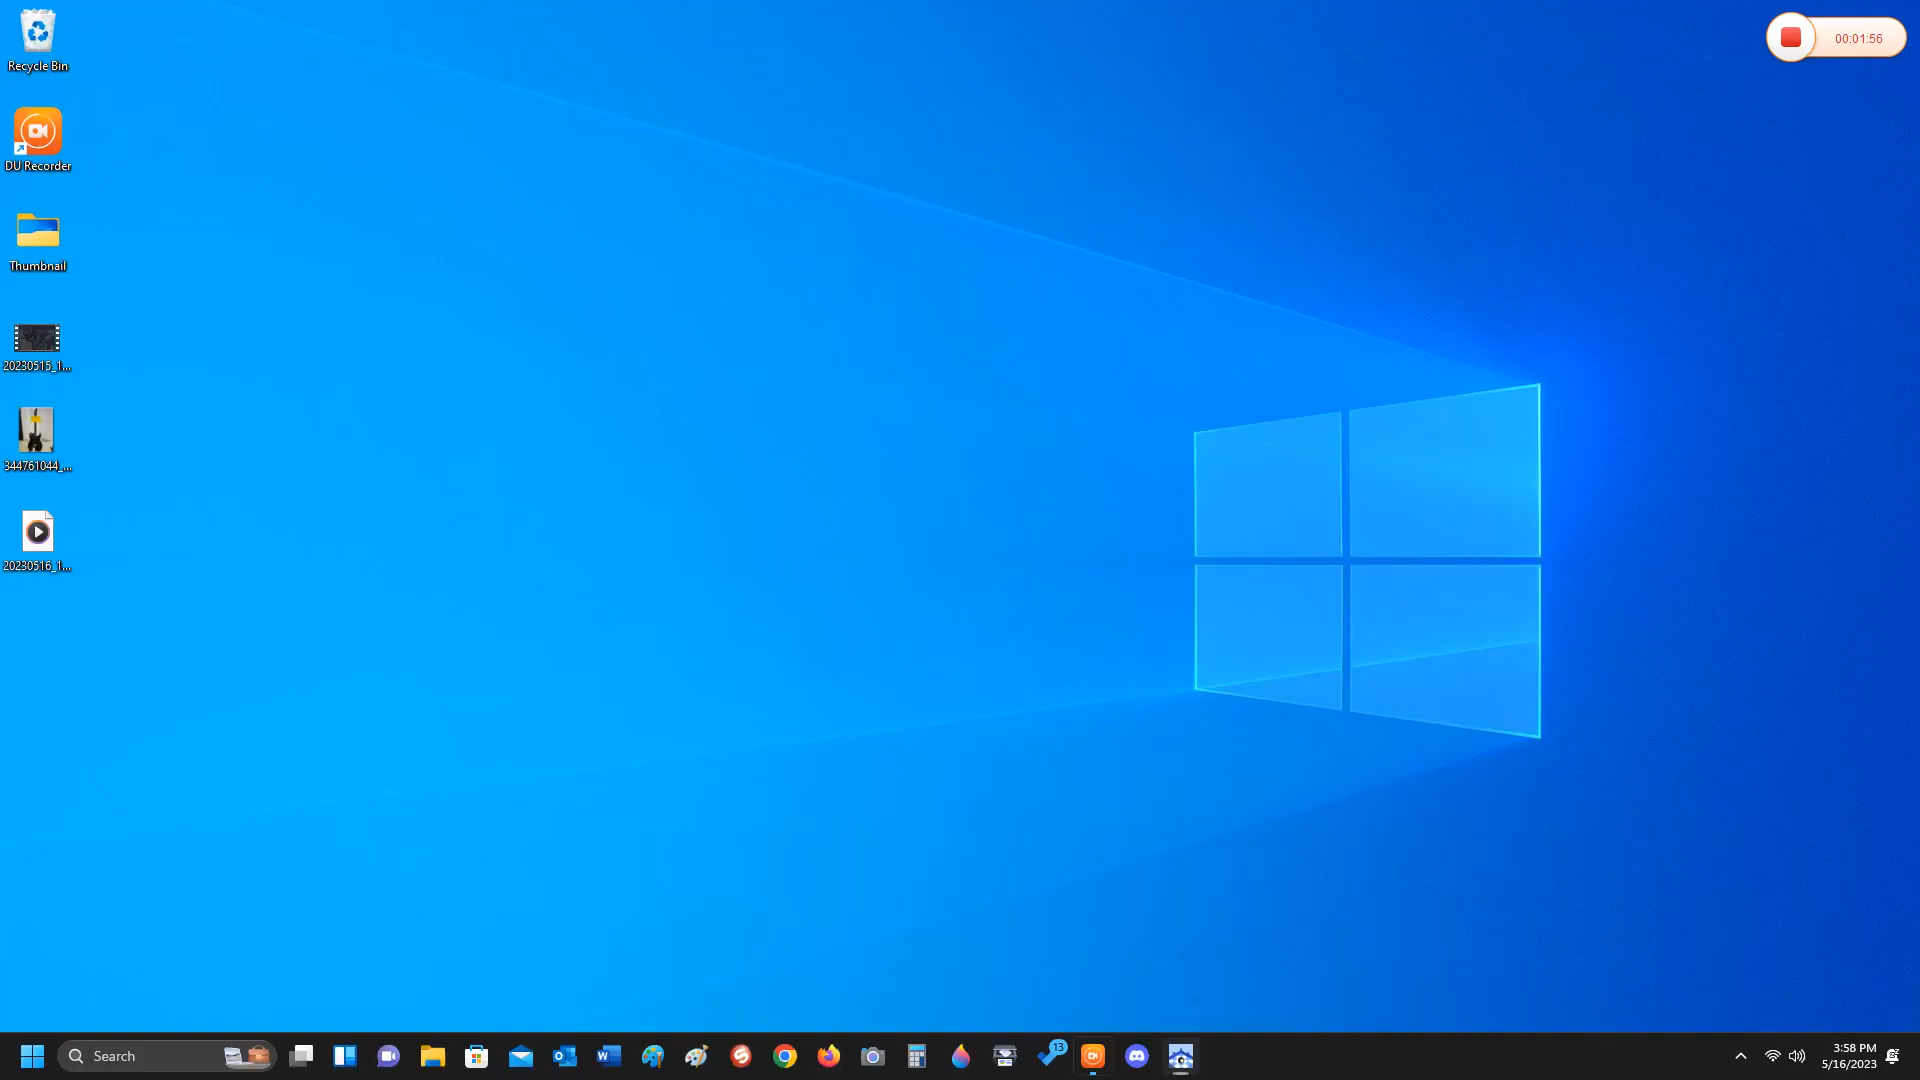 Recycle Bin
00:01:56
DU Recorder
Thumbnail
20230515_1...
344761044_...
20230516_1...
Search
13
3:58 PM
5/16/2023